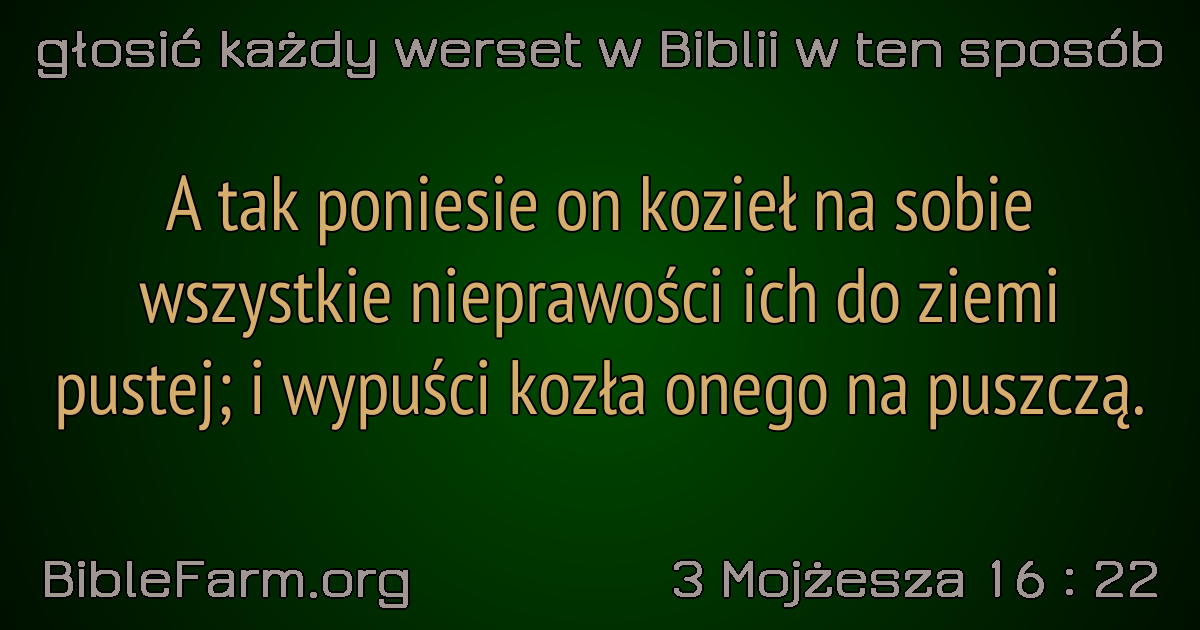 głosić każdy werset w Biblii w ten sposób
A tak poniesie on kozieł na sobie
wszystkie nieprawości ich do ziemi
pustej; i wypuści kozła onego na puszczą.
BibleFarm.org
3 Mojżesza 16 : 22